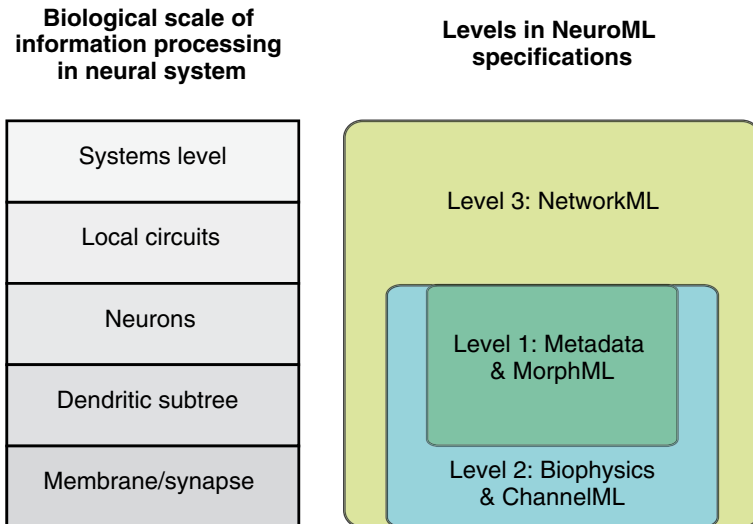 Biological scale of
information processing
in neural system
Levels in NeuroML
specifications
Systems level
Local circuits
Neurons
Dendritic subtree
Membrane/synapse
Level 3: NetworkML
Level 1: Metadata
& MorphML
Level 2: Biophysics
& ChannelML